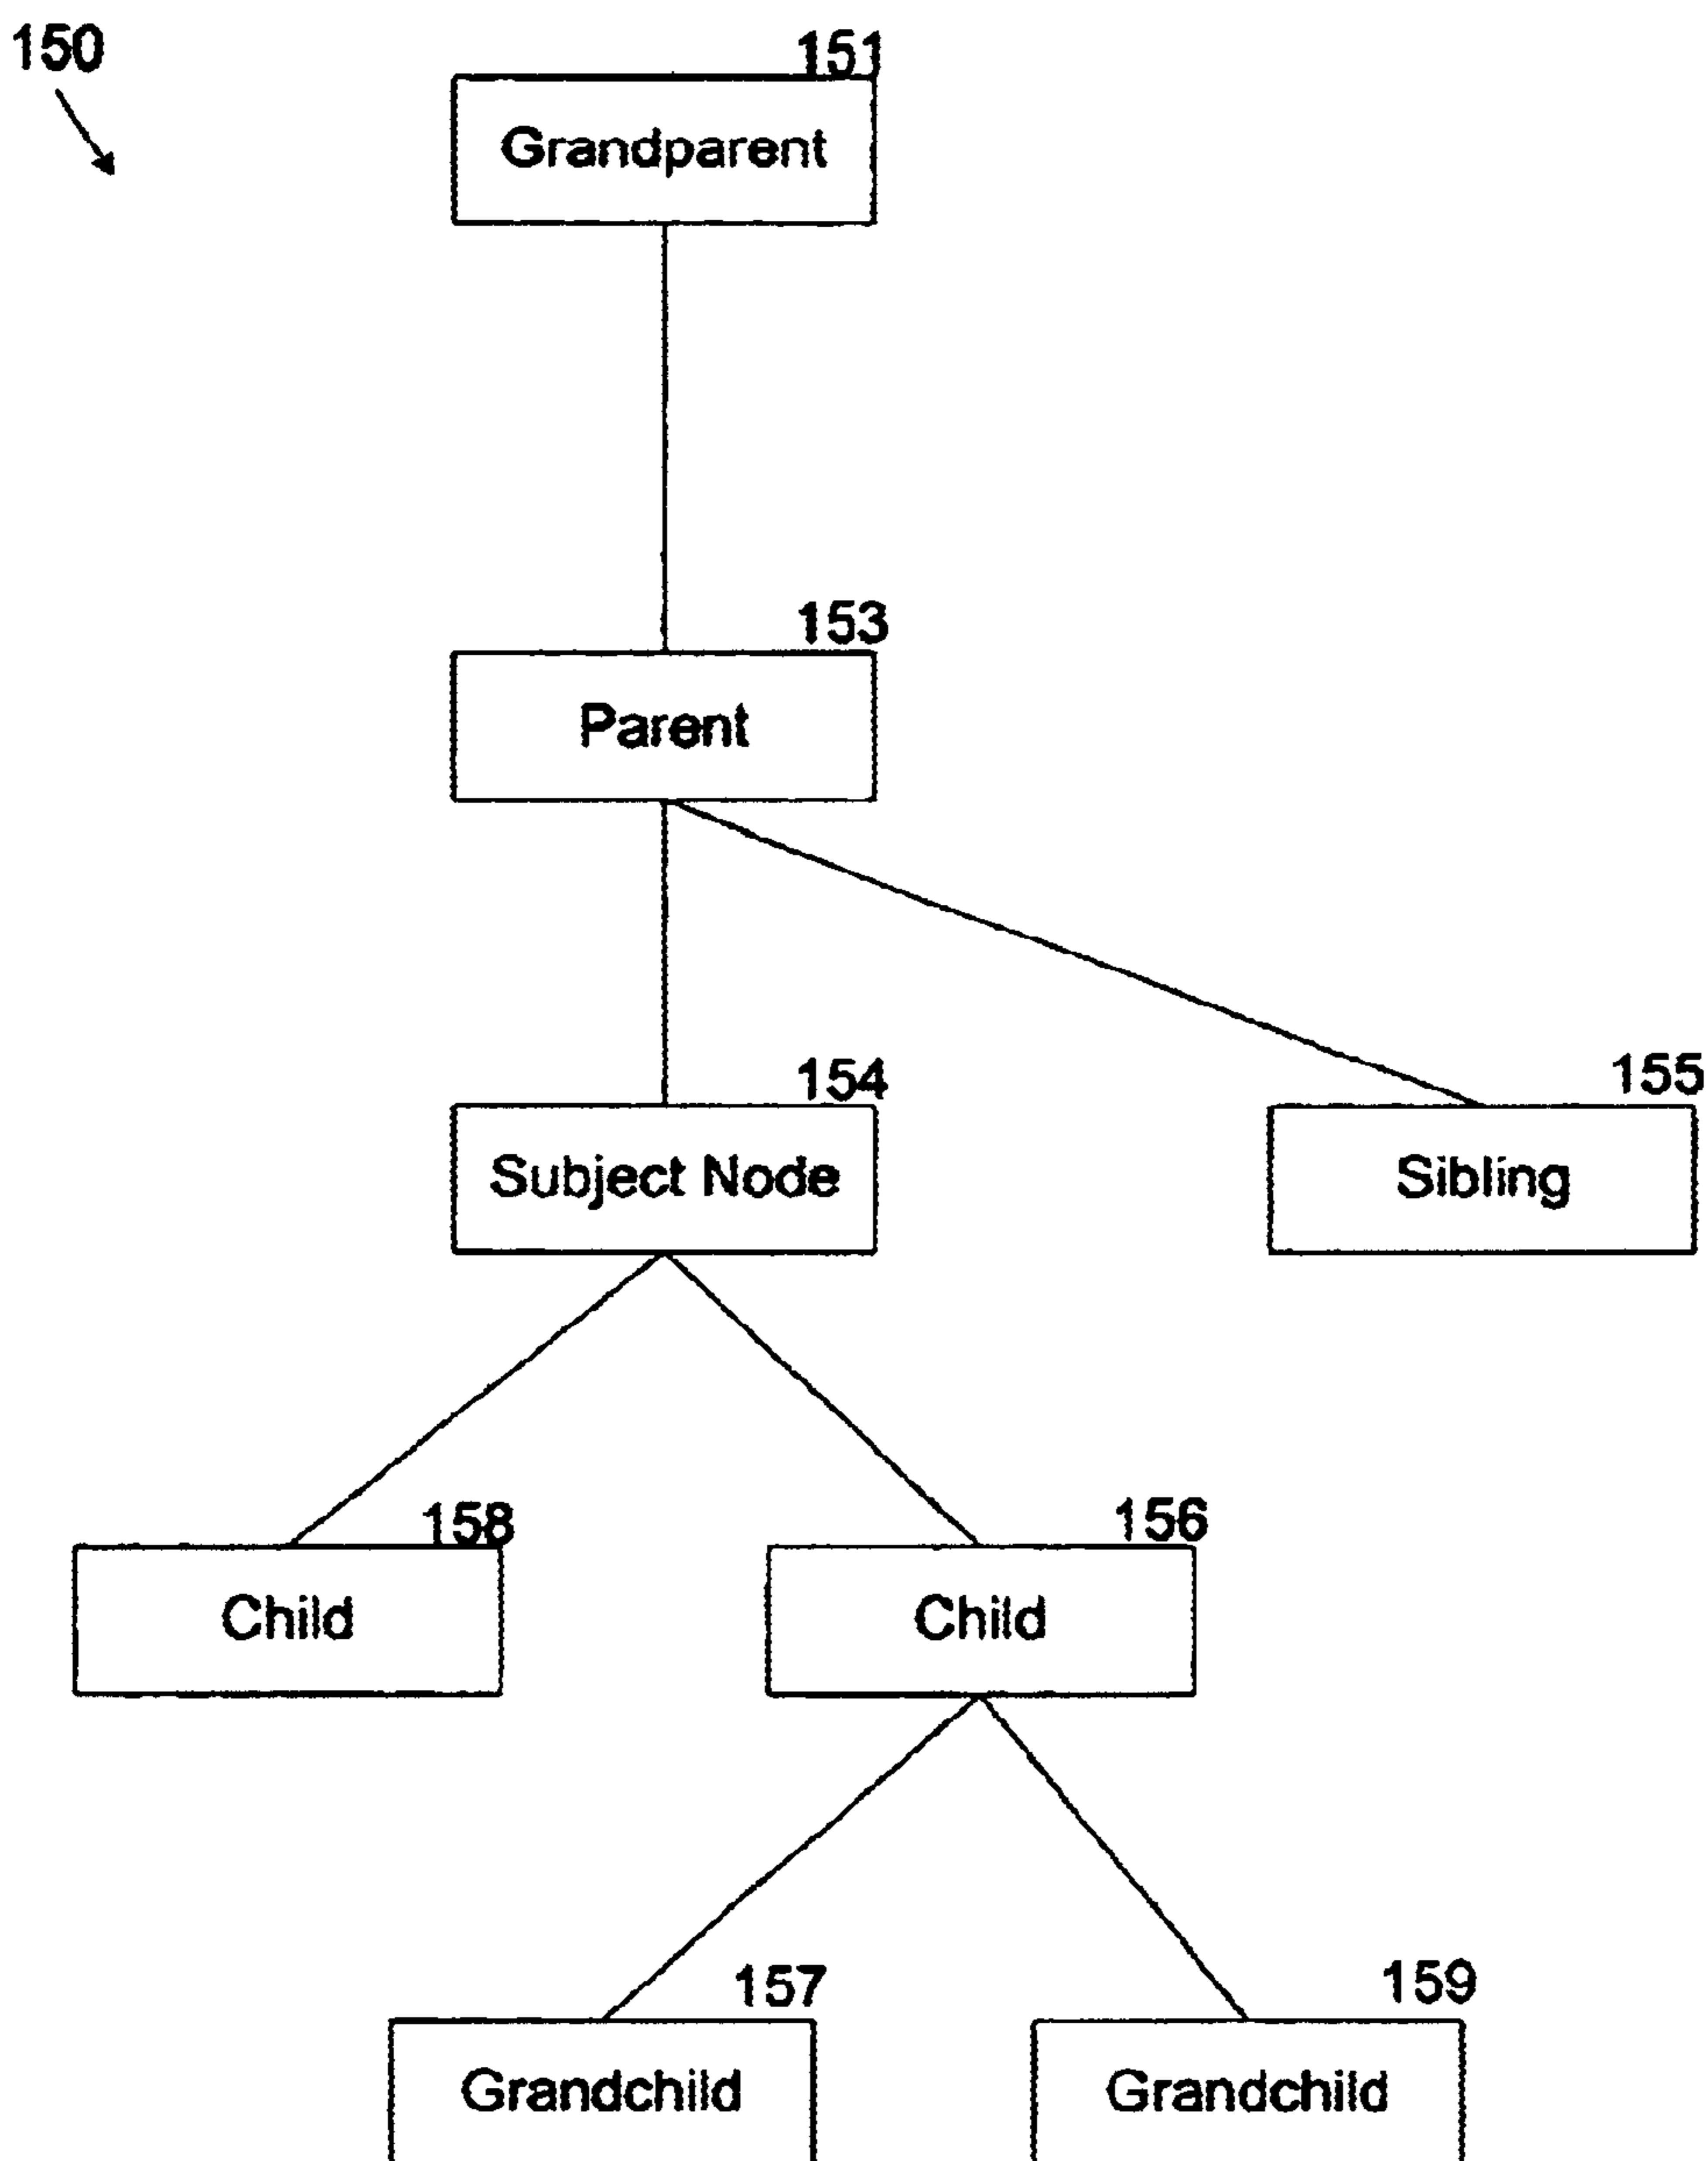 150
151
Grandparent
153
Parent
154
Subject Node
155
Sibling
158
Child
156
Child
157
Grandchild
159
Grandchild